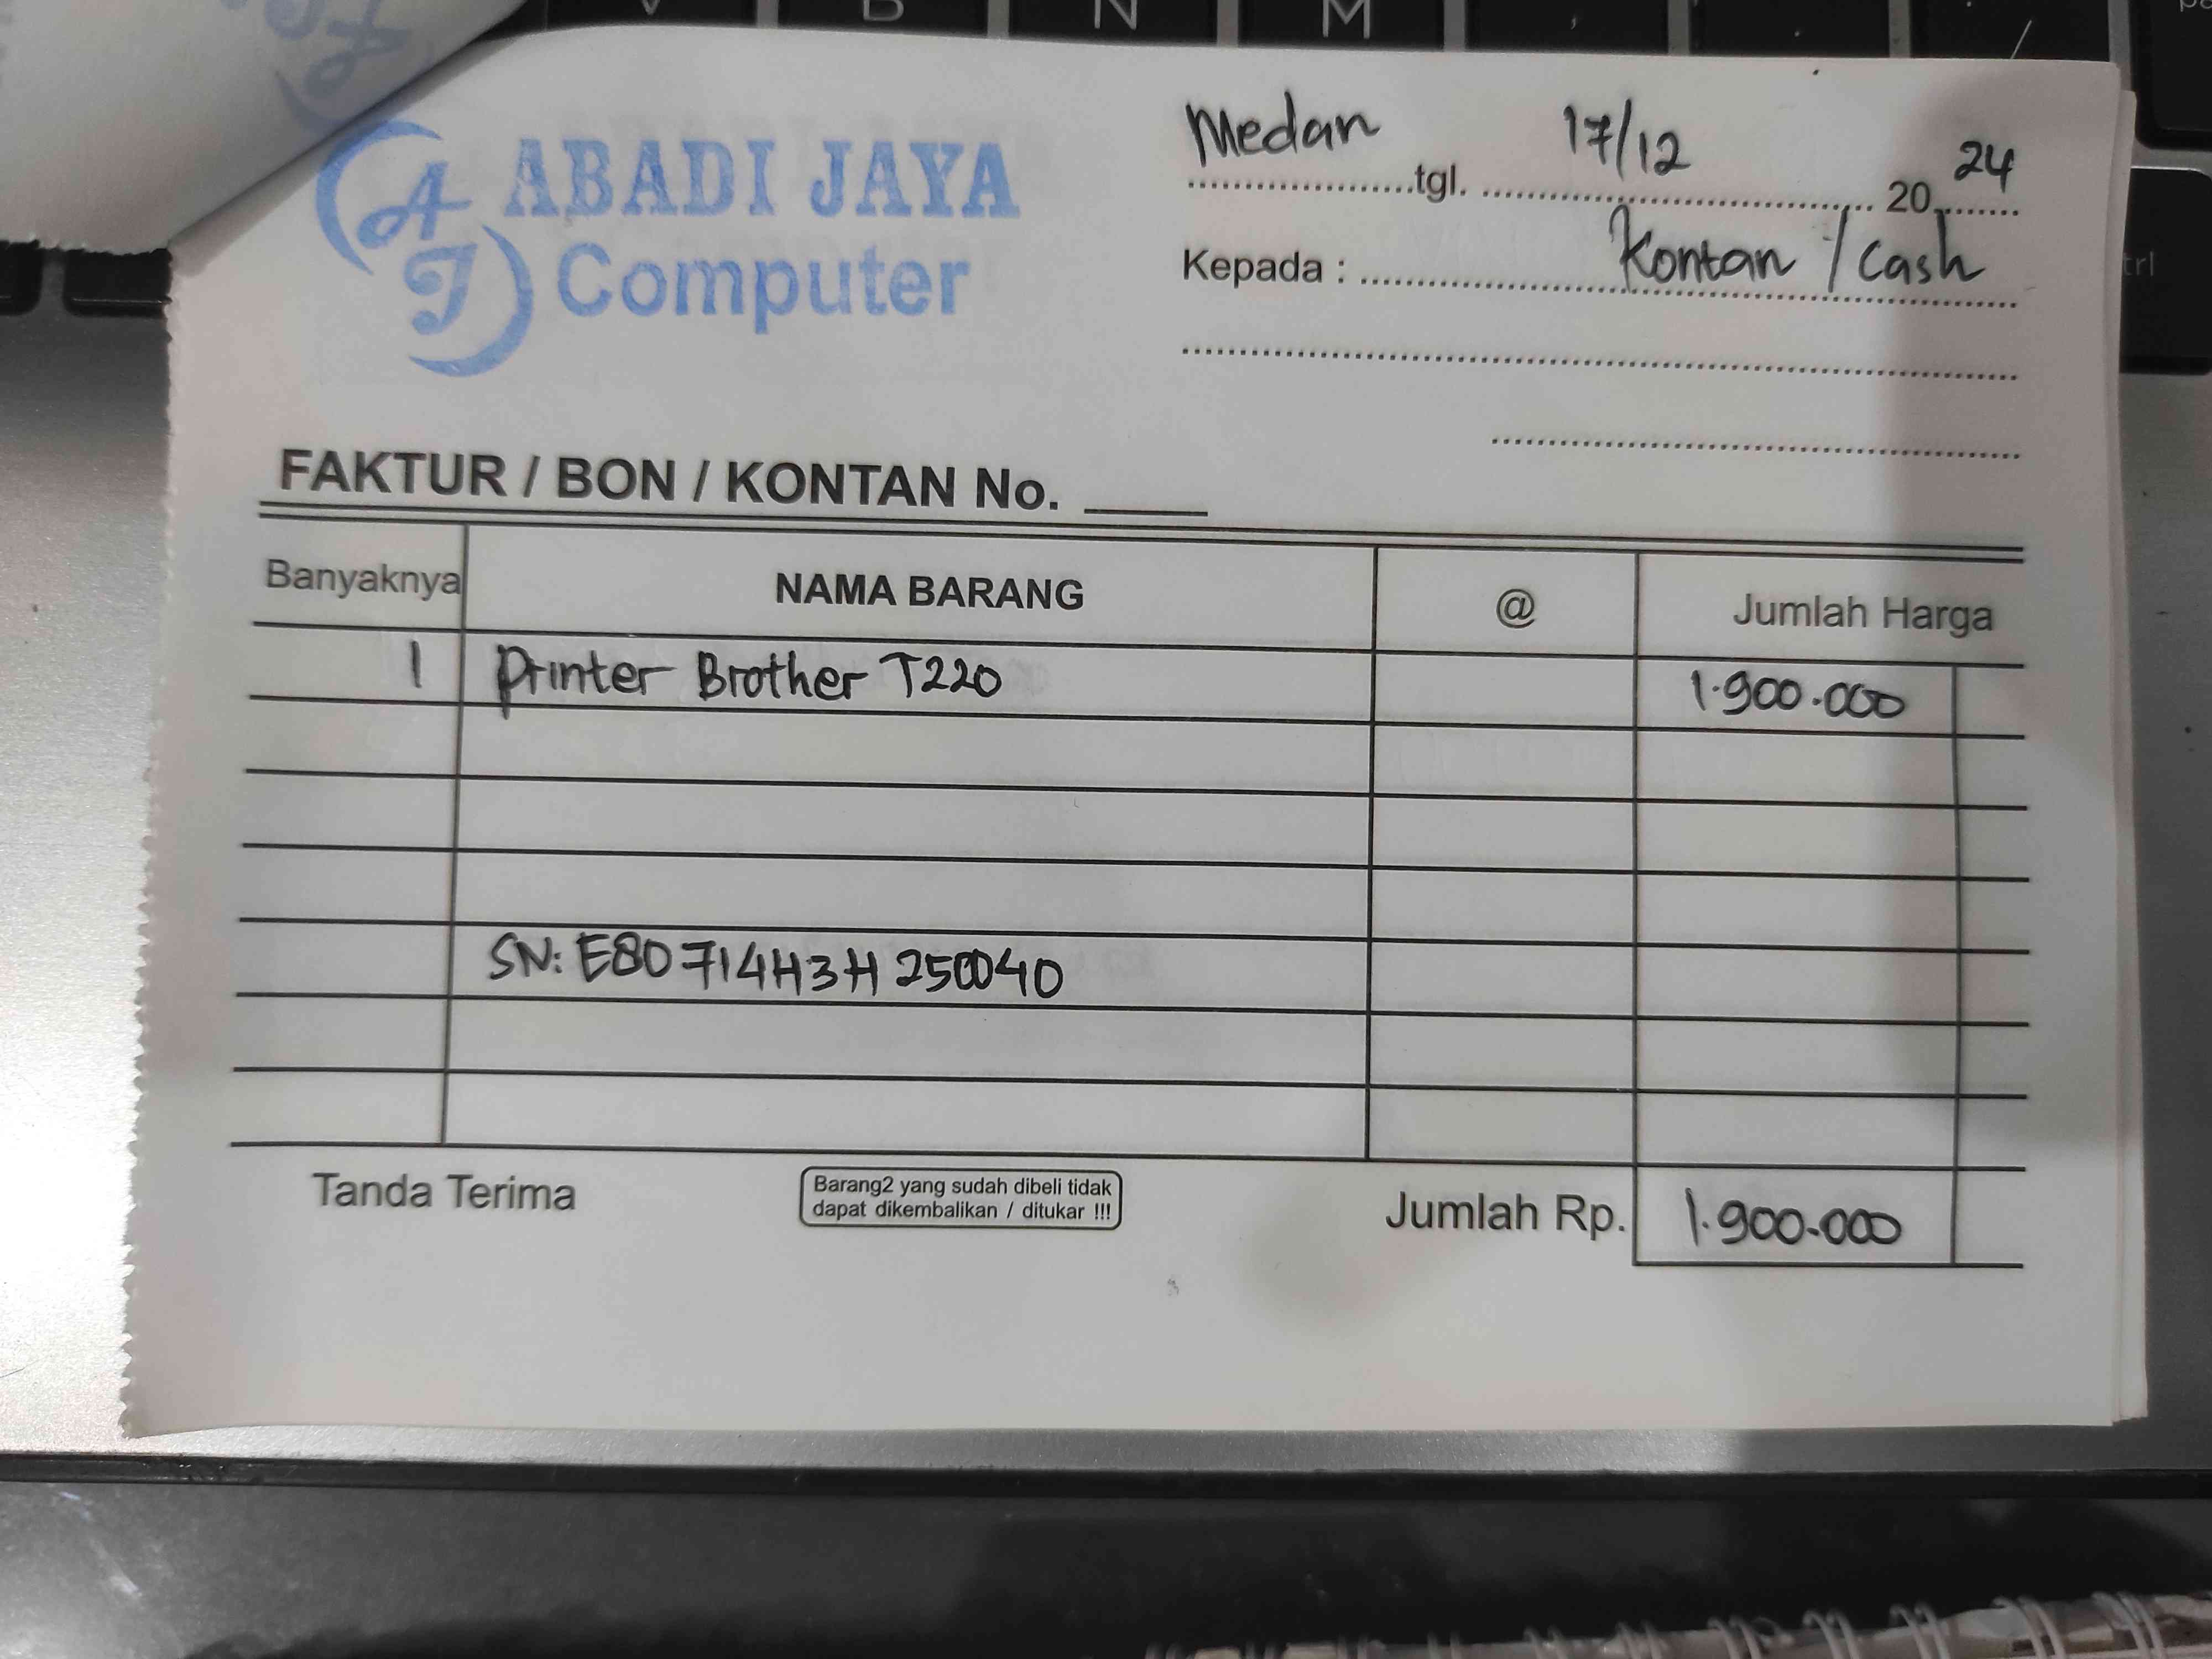 ABADI JAYA
Computer
AJ
Medan tgl. 17/12 2024
Kepada : Kontan / Cash
FAKTUR / BON / KONTAN No.
Banyaknya NAMA BARANG @ Jumlah Harga
1 Printer Brother T220 1.900.000
SN: E80714H3H250040
Tanda Terima
Barang2 yang sudah dibeli tidak
dapat dikembalikan / ditukar !!!
Jumlah Rp. 1.900.000
V B N M , . /
ctrl